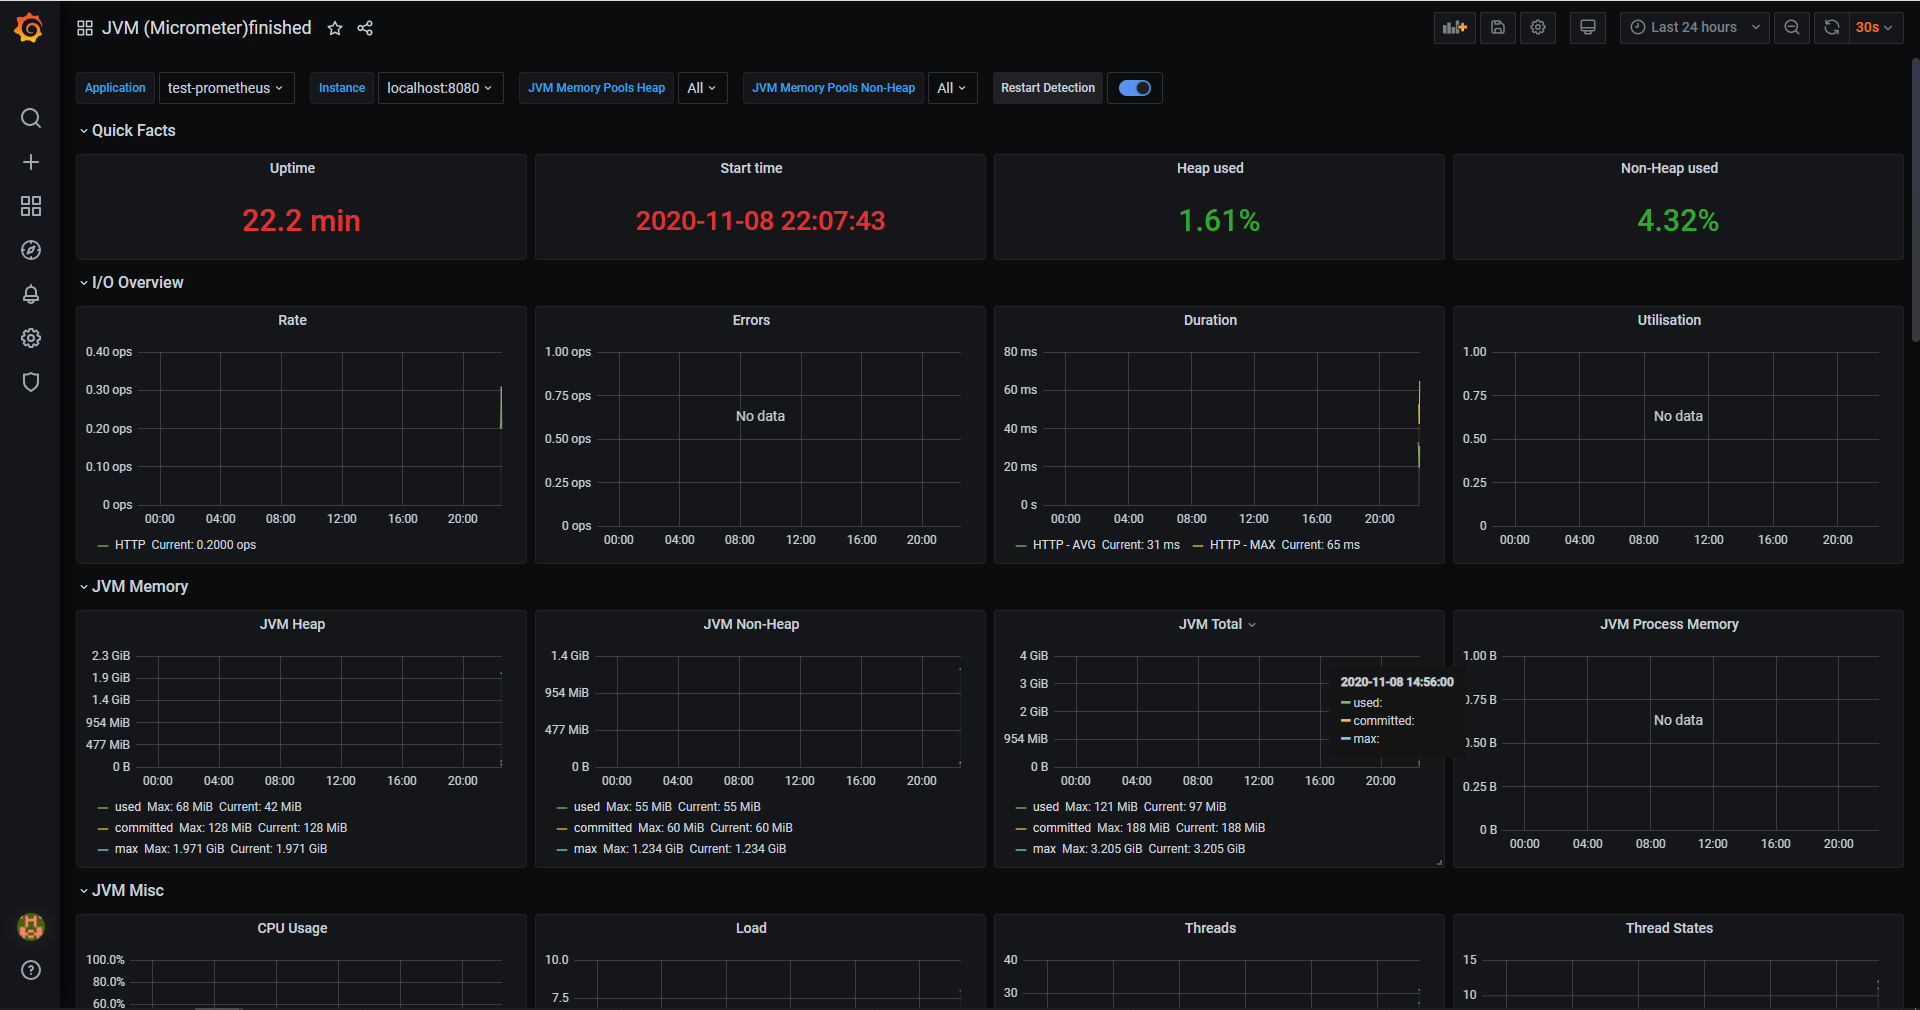 JVM (Micrometer)finished
Last 24 hours
30s
Application test-prometheus Instance localhost:8080 JVM Memory Pools Heap All JVM Memory Pools Non-Heap All Restart Detection
Quick Facts
Uptime
22.2 min
Start time
2020-11-08 22:07:43
Heap used
1.61%
Non-Heap used
4.32%
I/O Overview
Rate
0.40 ops
0.30 ops
0.20 ops
0.10 ops
0 ops
00:00 04:00 08:00 12:00 16:00 20:00
HTTP Current: 0.2000 ops
Errors
1.00 ops
0.75 ops
No data
0.50 ops
0.25 ops
0 ops
00:00 04:00 08:00 12:00 16:00 20:00
Duration
80 ms
60 ms
40 ms
20 ms
0 s
00:00 04:00 08:00 12:00 16:00 20:00
HTTP - AVG Current: 31 ms HTTP - MAX Current: 65 ms
Utilisation
1.00
0.75
No data
0.50
0.25
0
00:00 04:00 08:00 12:00 16:00 20:00
JVM Memory
JVM Heap
2.3 GiB
1.9 GiB
1.4 GiB
954 MiB
477 MiB
0 B
00:00 04:00 08:00 12:00 16:00 20:00
used Max: 68 MiB Current: 42 MiB
committed Max: 128 MiB Current: 128 MiB
max Max: 1.971 GiB Current: 1.971 GiB
JVM Non-Heap
1.4 GiB
954 MiB
477 MiB
0 B
00:00 04:00 08:00 12:00 16:00 20:00
used Max: 55 MiB Current: 55 MiB
committed Max: 60 MiB Current: 60 MiB
max Max: 1.234 GiB Current: 1.234 GiB
JVM Total
4 GiB
3 GiB
2 GiB
954 MiB
0 B
00:00 04:00 08:00 12:00 16:00 20:00
used Max: 121 MiB Current: 97 MiB
committed Max: 188 MiB Current: 188 MiB
max Max: 3.205 GiB Current: 3.205 GiB
2020-11-08 14:56:00
used:
committed:
max:
JVM Process Memory
1.00 B
0.75 B
No data
0.50 B
0.25 B
0 B
00:00 04:00 08:00 12:00 16:00 20:00
JVM Misc
CPU Usage
100.0%
80.0%
60.0%
Load
10.0
7.5
Threads
40
30
Thread States
15
10